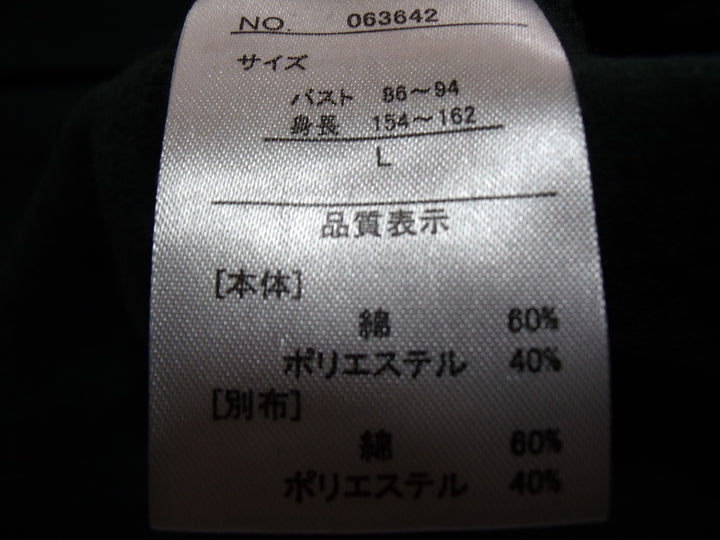 NO. 063642
サイズ
バスト 86～94
身長 154～162
L
品質表示
[本体]
綿 60%
ポリエステル 40%
[別布]
綿 60%
ポリエステル 40%